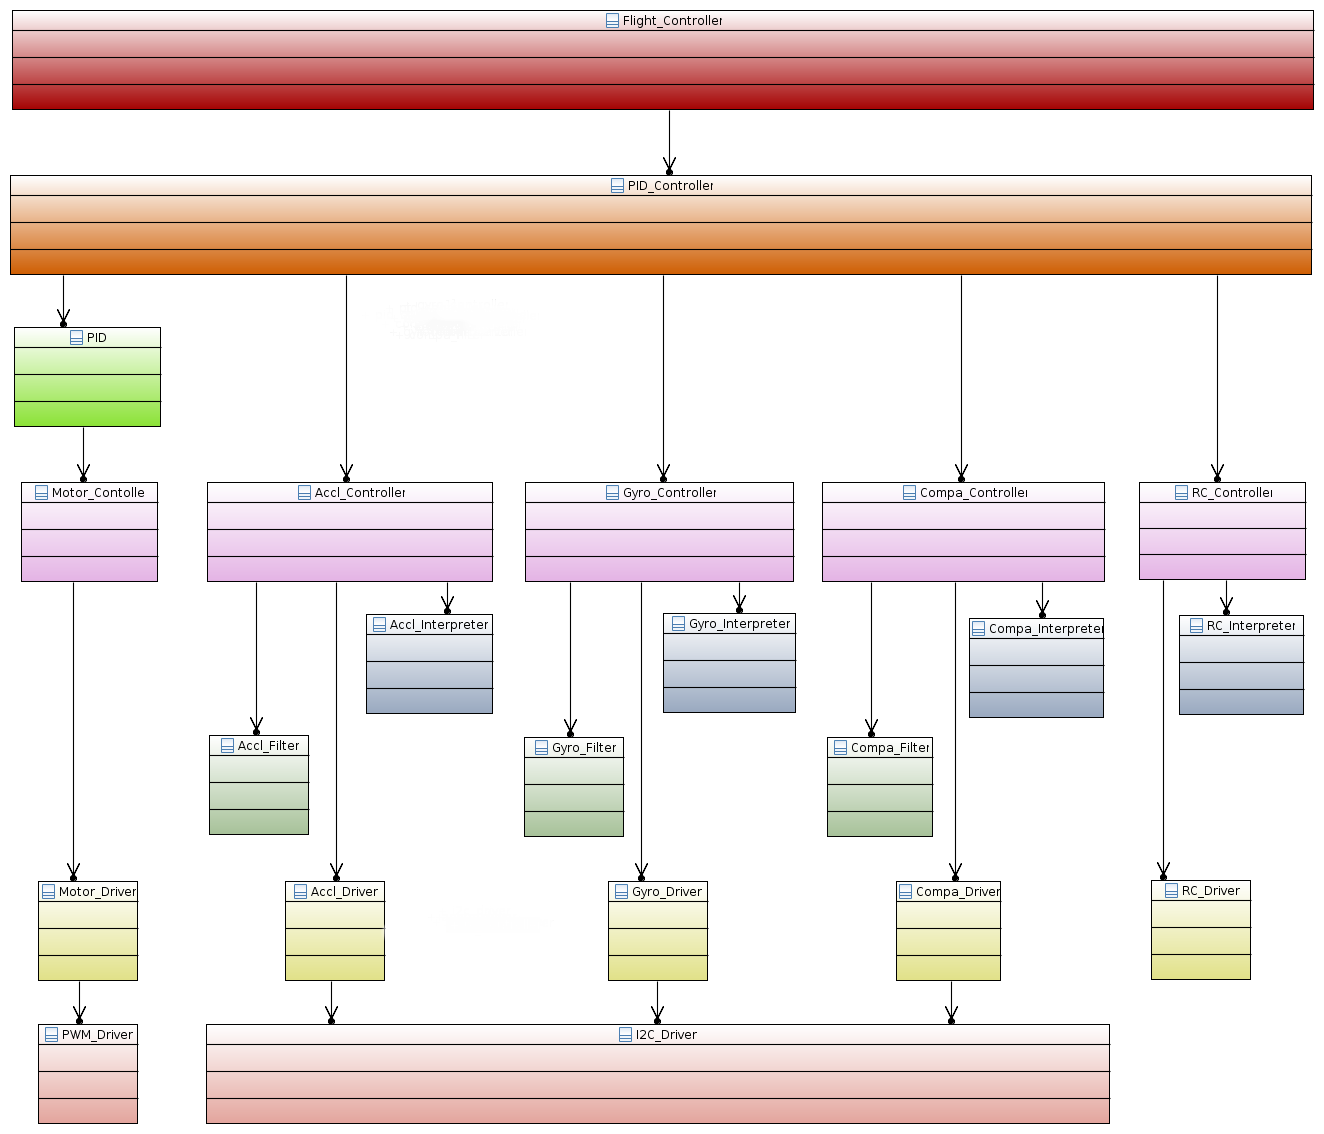 Flight_Controller
PID_Controller
PID
Motor_Contolle
Accl_Controller
Gyro_Controller
Compa_Controller
RC_Controller
Accl_Interpreter
Gyro_Interpreter
Compa_Interpreter
RC_Interpreter
Accl_Filter
Gyro_Filter
Compa_Filter
Motor_Driver
Accl_Driver
Gyro_Driver
Compa_Driver
RC_Driver
PWM_Driver
I2C_Driver